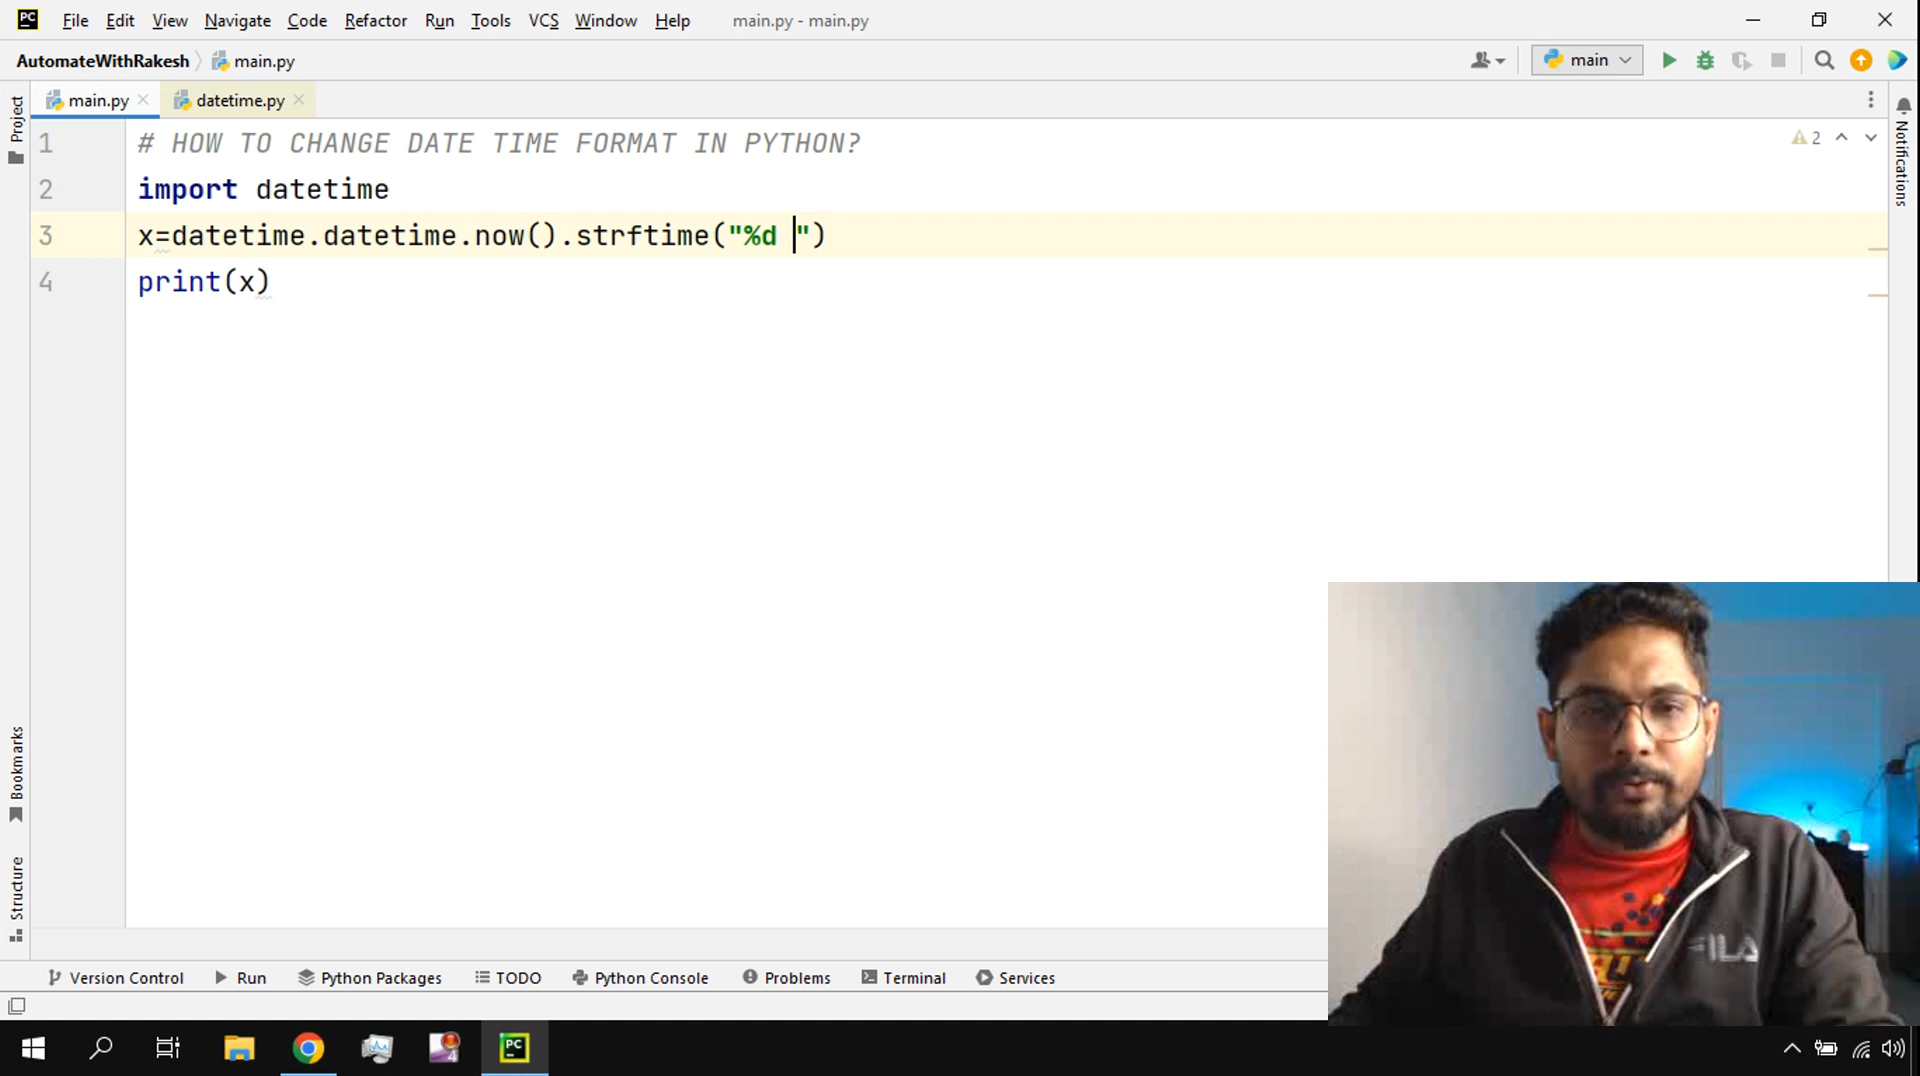 PC File Edit View Navigate Code Refactor Run Tools VCS Window Help main.py - main.py
AutomateWithRakesh main.py main
main.py datetime.py
Project
Notifications
2
1 # HOW TO CHANGE DATE TIME FORMAT IN PYTHON?
2 import datetime
3 x=datetime.datetime.now().strftime("%d ")
4 print(x)
Bookmarks
Structure
FILA
Version Control Run Python Packages TODO Python Console Problems Terminal Services
4 PC